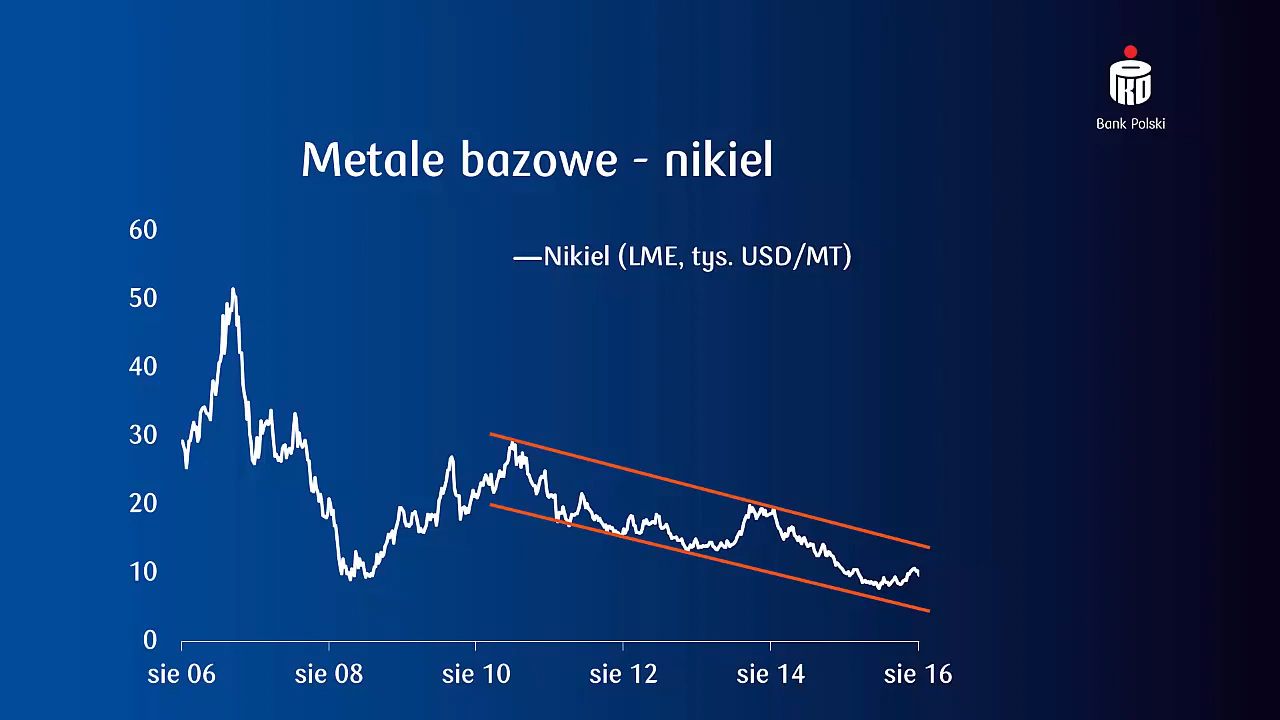 PKO
Bank Polski
Metale bazowe - nikiel
Nikiel (LME, tys. USD/MT)
60
50
40
30
20
10
0
sie 06 sie 08 sie 10 sie 12 sie 14 sie 16